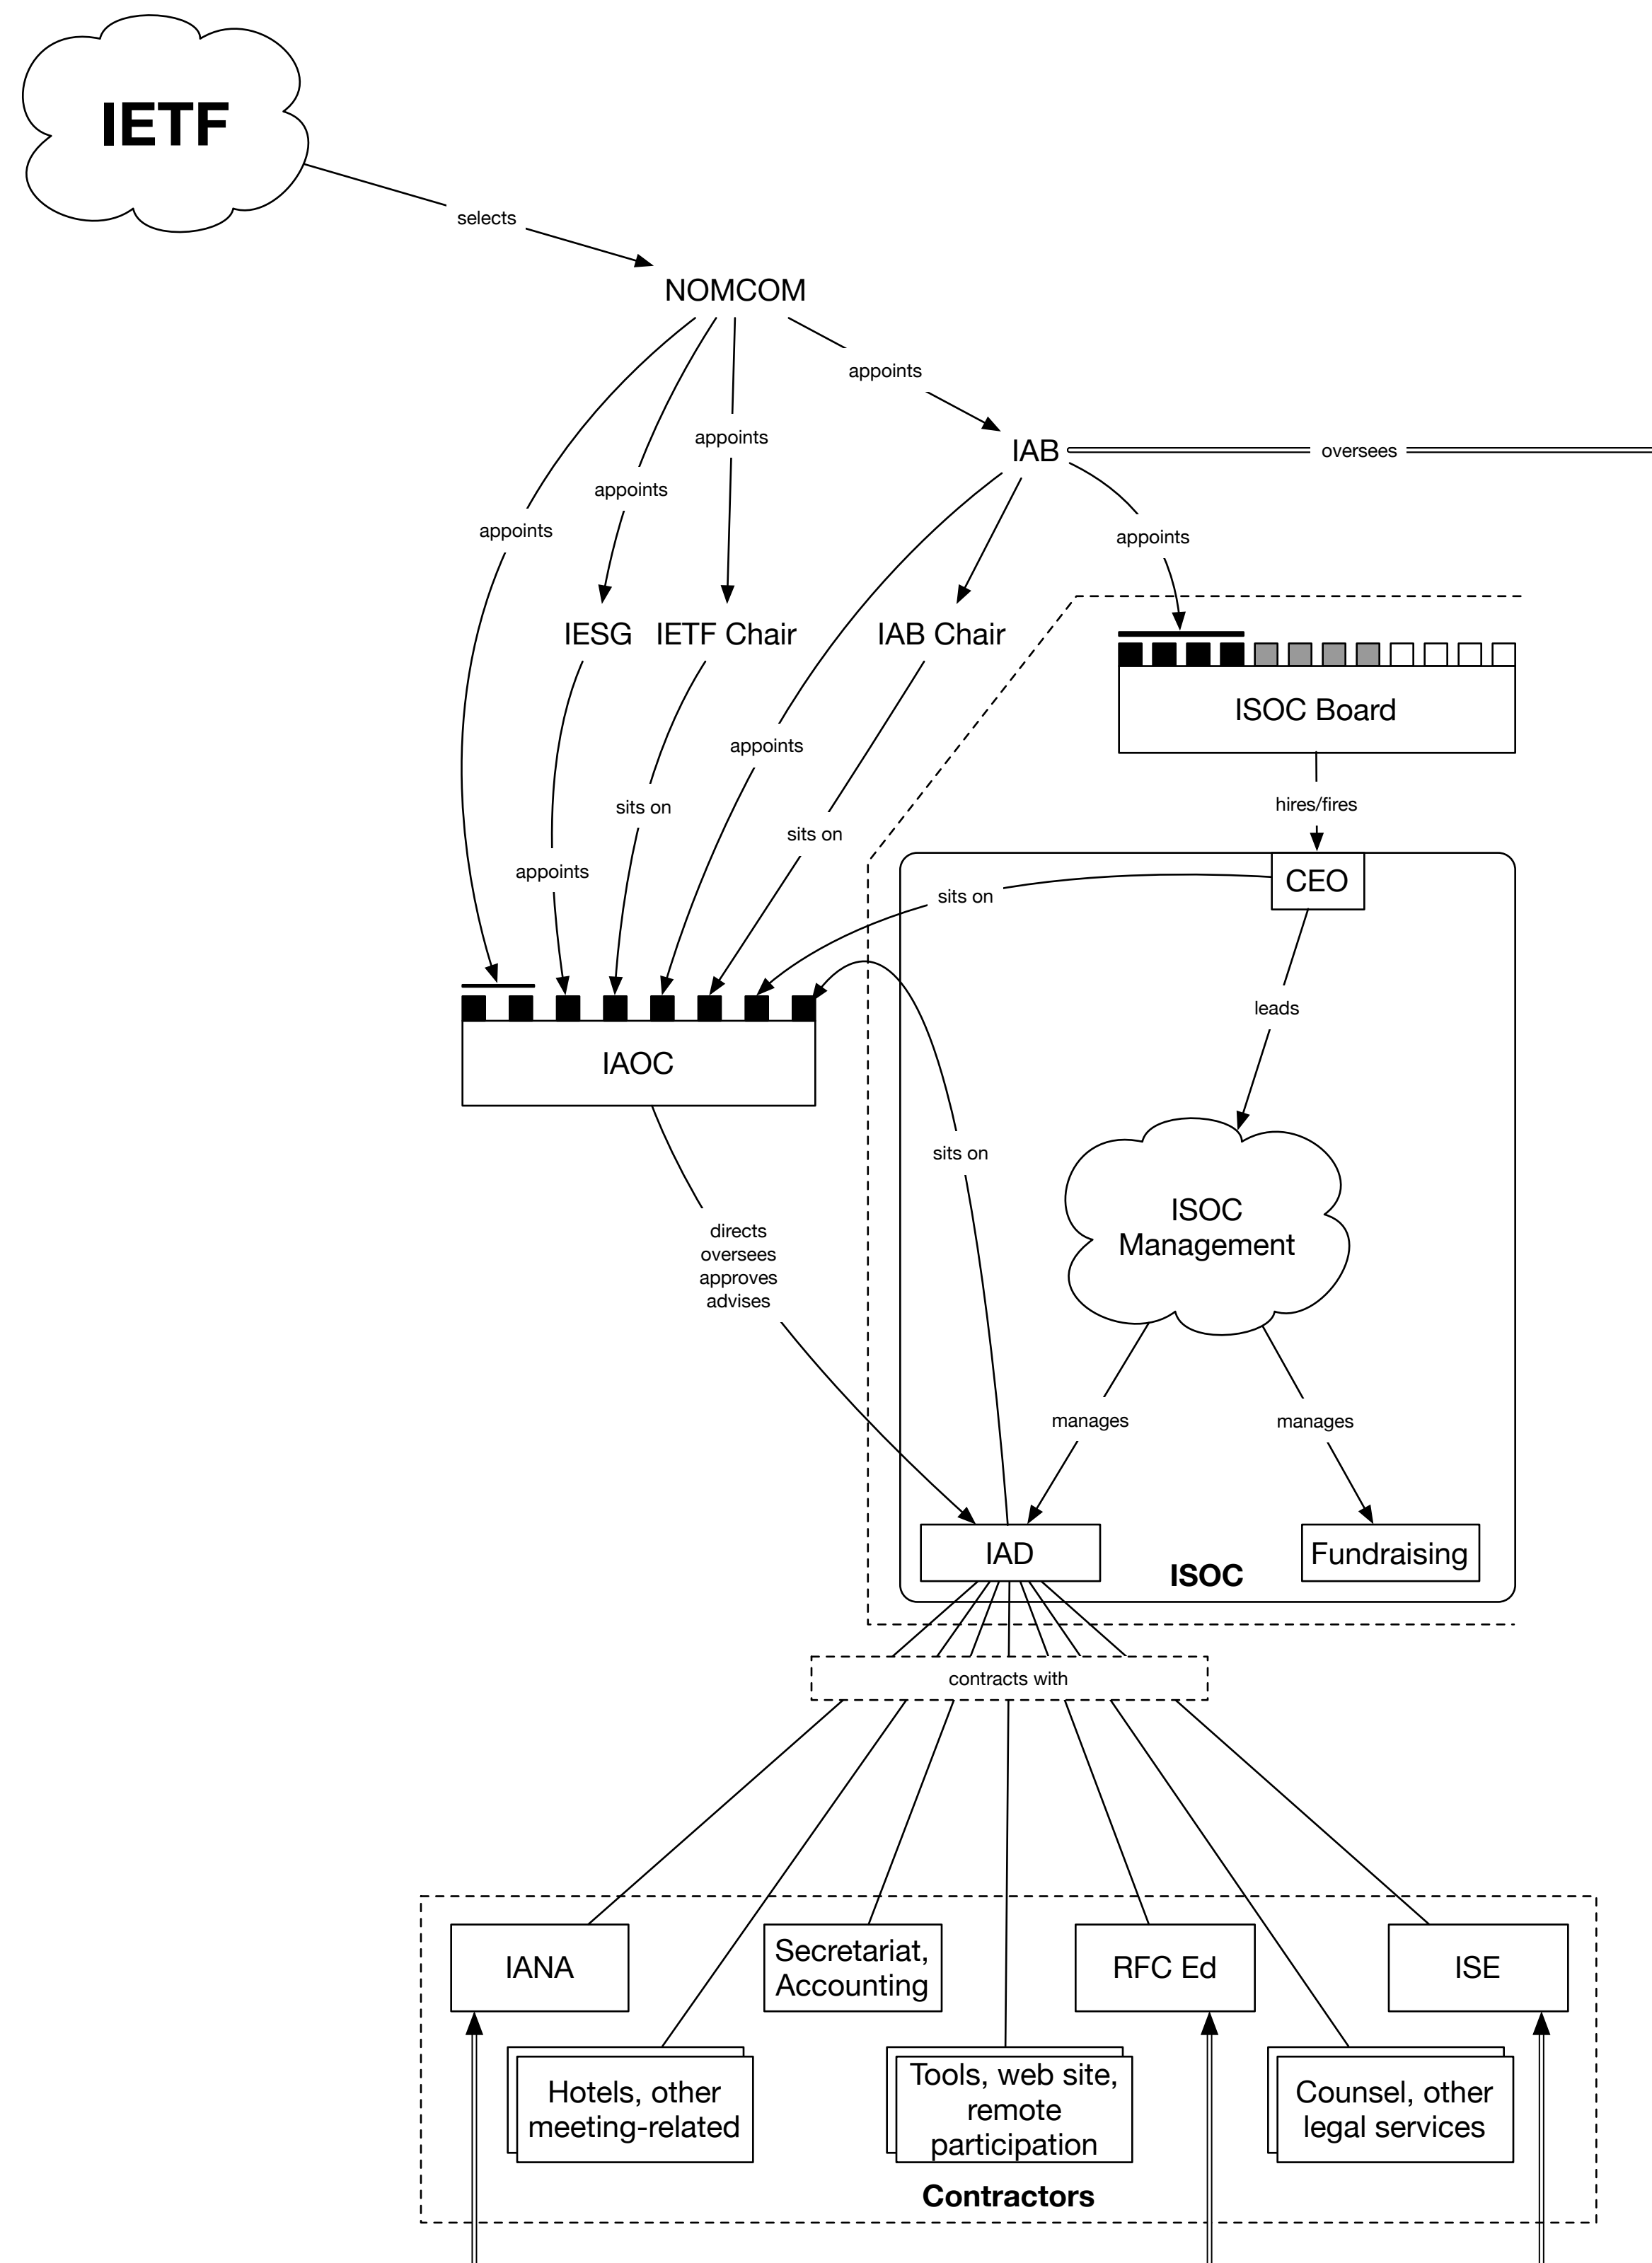 IETF
selects
NOMCOM
appoints
IAB
oversees
appoints
appoints
appoints
appoints
IESG
IETF Chair
IAB Chair
ISOC Board
appoints
hires/fires
sits on
sits on
appoints
CEO
sits on
leads
IAOC
sits on
ISOC
Management
directs
oversees
approves
advises
manages
manages
IAD
Fundraising
ISOC
contracts with
IANA
Secretariat,
Accounting
RFC Ed
ISE
Hotels, other
meeting-related
Tools, web site,
remote
participation
Counsel, other
legal services
Contractors